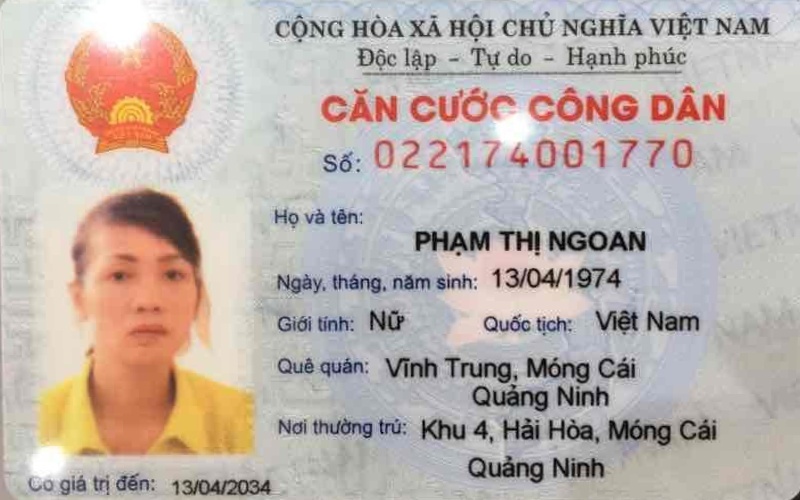 CỘNG HÒA XÃ HỘI CHỦ NGHĨA VIỆT NAM
Độc lập - Tự do - Hạnh phúc
CĂN CƯỚC CÔNG DÂN
Số: 022174001770
Họ và tên:
PHẠM THỊ NGOAN
Ngày, tháng, năm sinh: 13/04/1974
Giới tính: Nữ Quốc tịch: Việt Nam
Quê quán: Vĩnh Trung, Móng Cái
Quảng Ninh
Nơi thường trú: Khu 4, Hải Hòa, Móng Cái
Quảng Ninh
Có giá trị đến: 13/04/2034